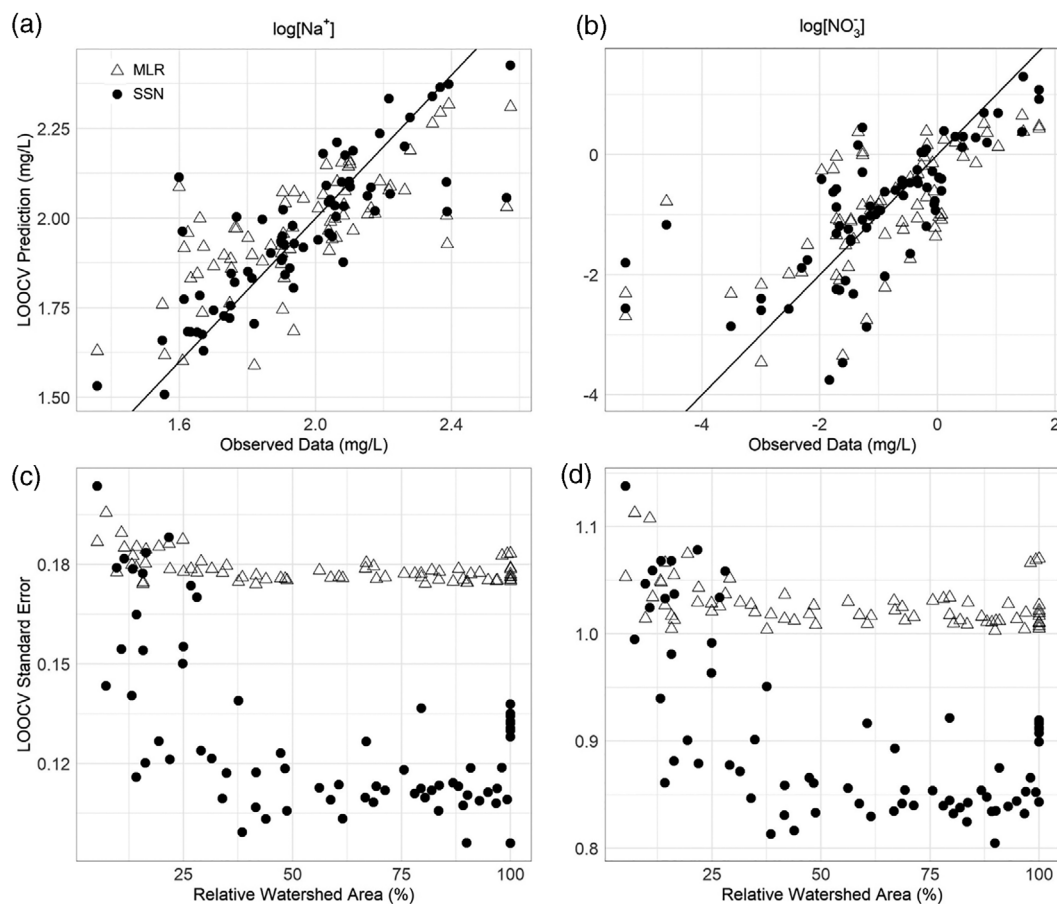 (a)
log[Na⁺]
MLR
SSN
2.25
2.00
1.75
1.50
LOOCV Prediction (mg/L)
1.6
2.0
2.4
Observed Data (mg/L)
(b)
log[NO₃⁻]
0
-2
-4
-4
-2
0
2
Observed Data (mg/L)
(c)
0.18
0.15
0.12
LOOCV Standard Error
25
50
75
100
Relative Watershed Area (%)
(d)
1.1
1.0
0.9
0.8
25
50
75
100
Relative Watershed Area (%)